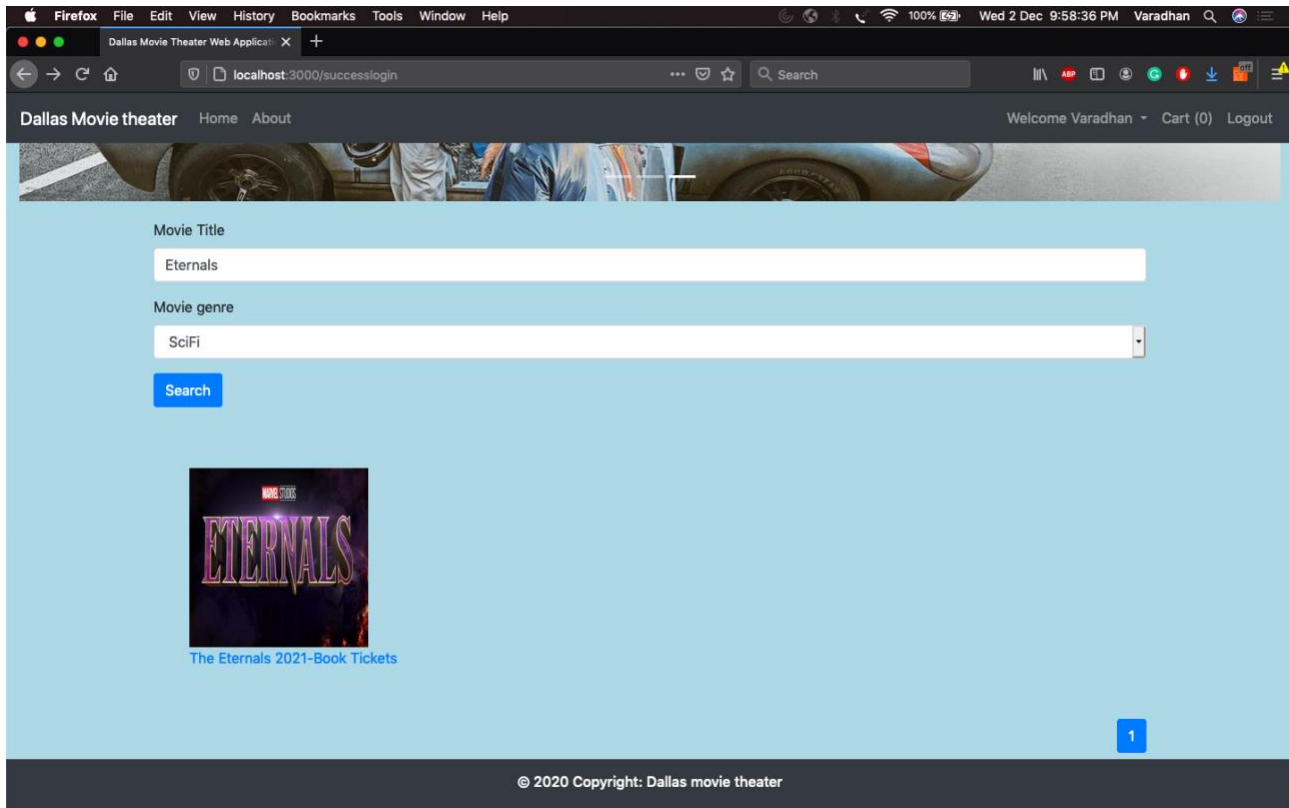 Firefox File Edit View History Bookmarks Tools Window Help 100% Wed 2 Dec 9:58:36 PM Varadhan
Dallas Movie Theater Web Applicati
localhost:3000/successlogin Search ABP off
Dallas Movie theater Home About Welcome Varadhan Cart (0) Logout
GOODYEAR
Movie Title
Eternals
Movie genre
SciFi
Search
MARVEL STUDIOS
ETERNALS
The Eternals 2021-Book Tickets
1
© 2020 Copyright: Dallas movie theater